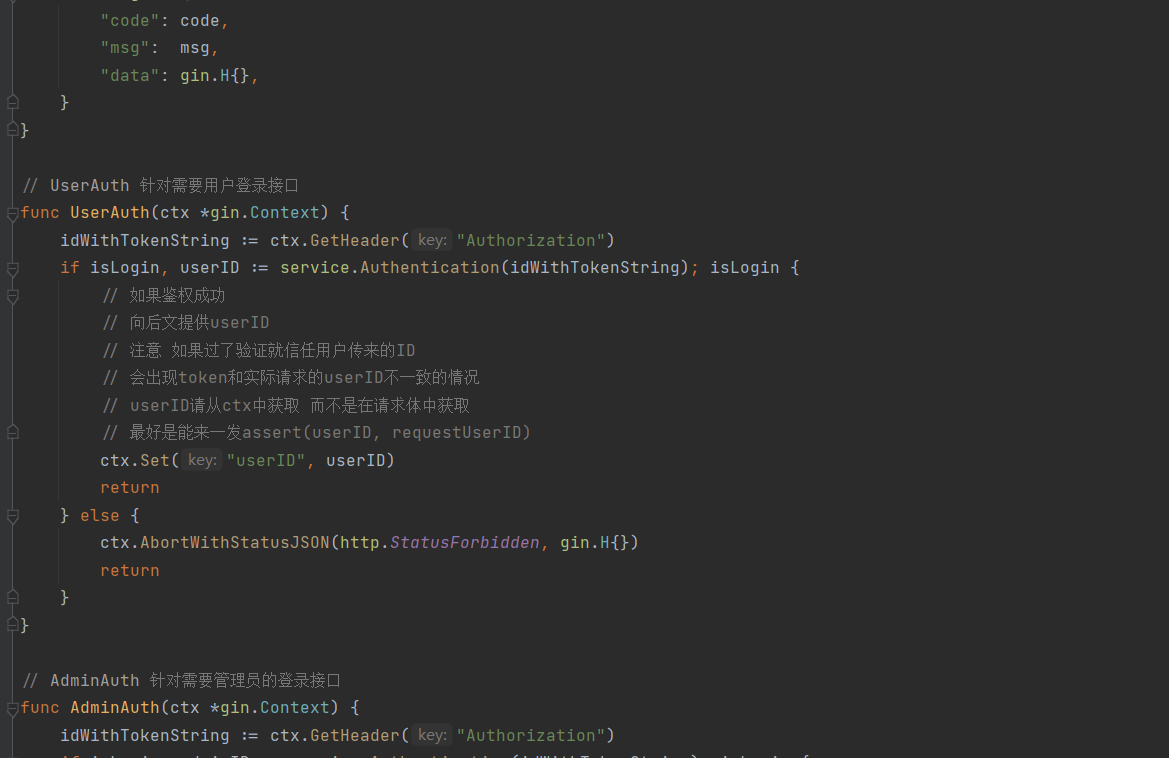 "code": code,
"msg":  msg,
"data": gin.H{},
}
}
// UserAuth 针对需要用户登录接口
func UserAuth(ctx *gin.Context) {
idWithTokenString := ctx.GetHeader( key: "Authorization")
if isLogin, userID := service.Authentication(idWithTokenString); isLogin {
// 如果鉴权成功
// 向后文提供userID
// 注意 如果过了验证就信任用户传来的ID
// 会出现token和实际请求的userID不一致的情况
// userID请从ctx中获取 而不是在请求体中获取
// 最好是能来一发assert(userID, requestUserID)
ctx.Set( key: "userID", userID)
return
} else {
ctx.AbortWithStatusJSON(http.StatusForbidden, gin.H{})
return
}
}
// AdminAuth 针对需要管理员的登录接口
func AdminAuth(ctx *gin.Context) {
idWithTokenString := ctx.GetHeader( key: "Authorization")